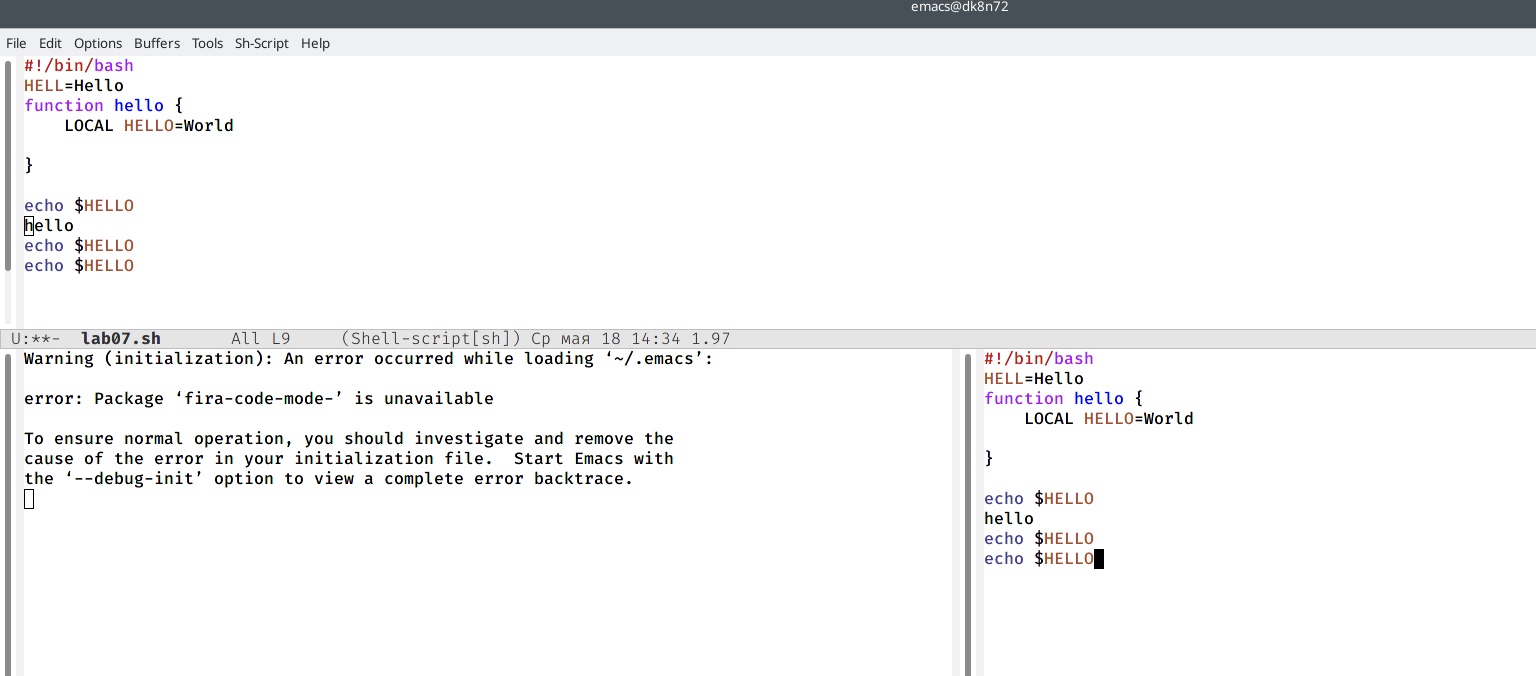 emacs@dk8n72
File Edit Options Buffers Tools Sh-Script Help
#!/bin/bash
HELL=Hello
function hello {
    LOCAL HELLO=World
}
echo $HELLO
hello
echo $HELLO
echo $HELLO
U:**-  lab07.sh       All L9     (Shell-script[sh]) Ср мая 18 14:34 1.97
Warning (initialization): An error occurred while loading ‘~/.emacs’:
error: Package ‘fira-code-mode-’ is unavailable
To ensure normal operation, you should investigate and remove the
cause of the error in your initialization file.  Start Emacs with
the ‘--debug-init’ option to view a complete error backtrace.
#!/bin/bash
HELL=Hello
function hello {
    LOCAL HELLO=World
}
echo $HELLO
hello
echo $HELLO
echo $HELLO